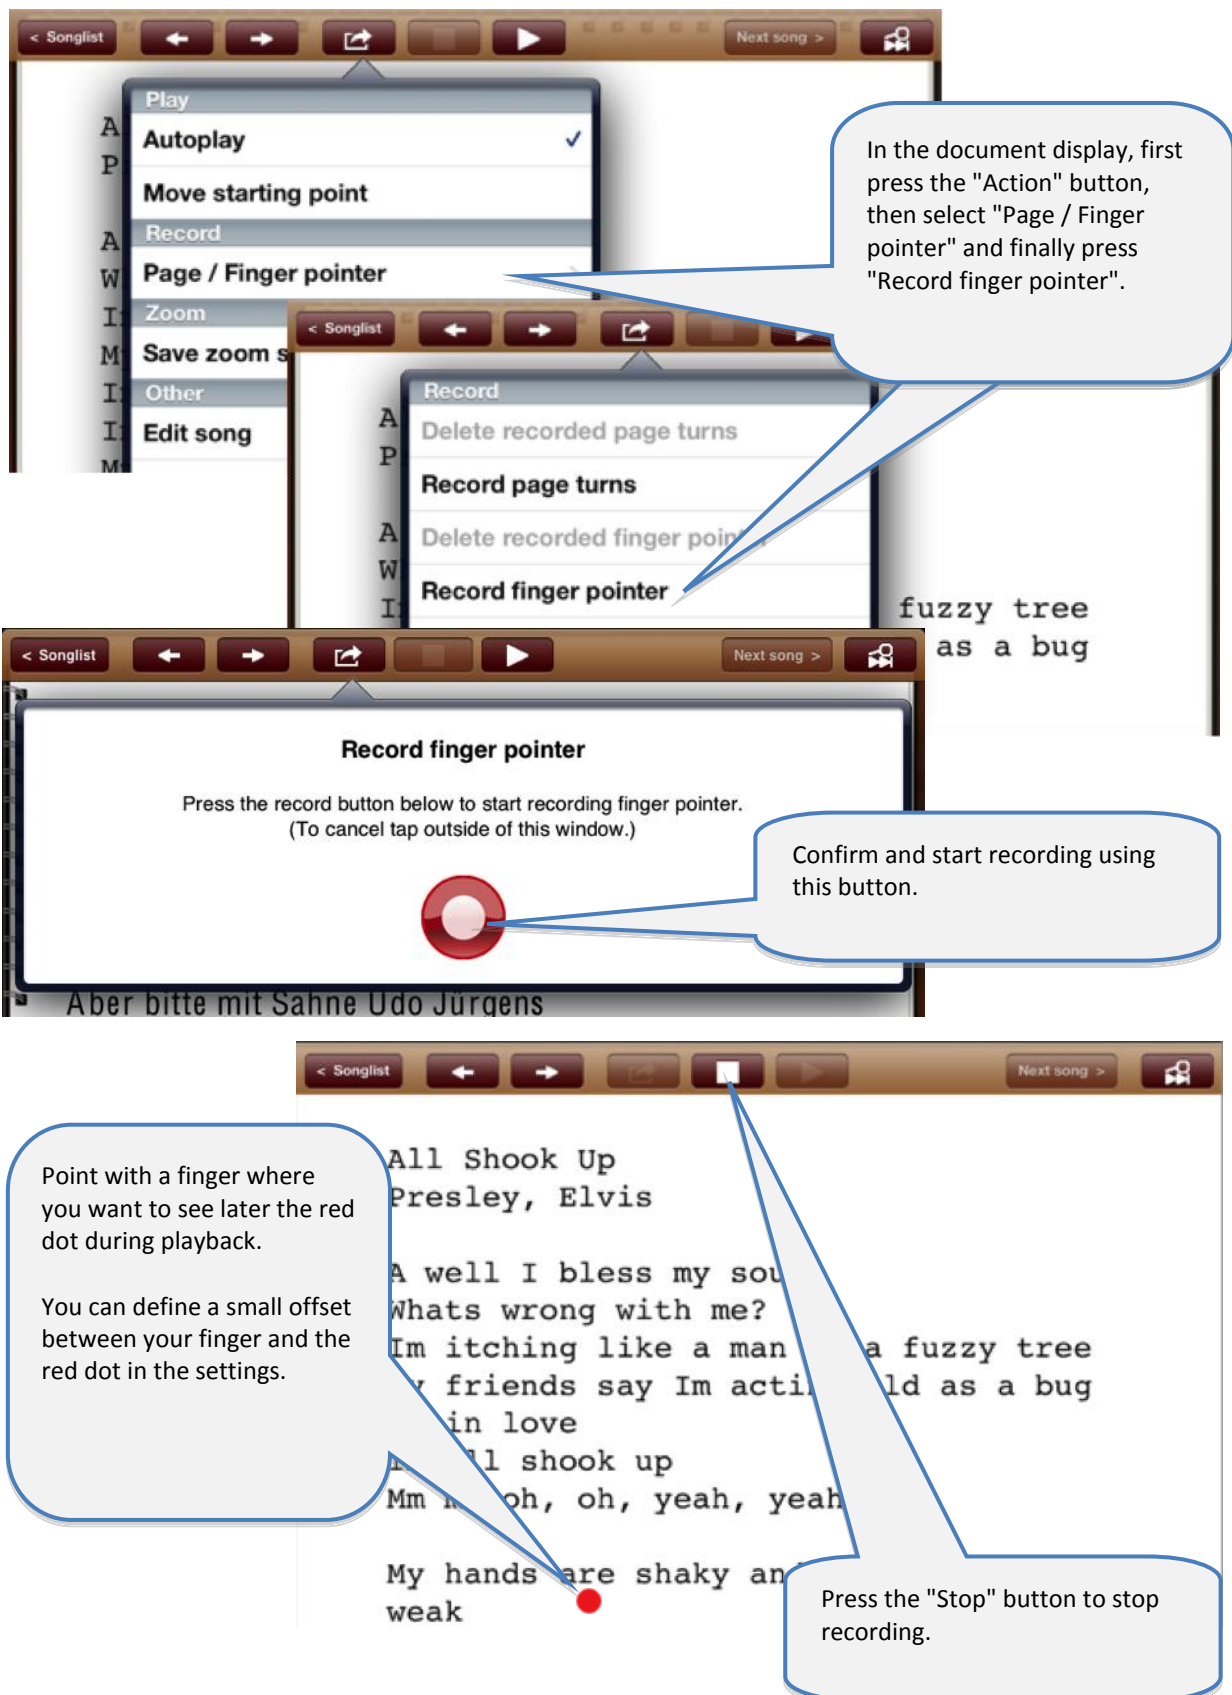 < Songlist
Next song >
Play
Autoplay
Move starting point
Record
Page / Finger pointer
Zoom
Save zoom s
Other
Edit song
A
P
A
W
I
M
I
I
M
In the document display, first
press the "Action" button,
then select "Page / Finger
pointer" and finally press
"Record finger pointer".
< Songlist
Record
Delete recorded page turns
Record page turns
Delete recorded finger pointer
Record finger pointer
A
P
A
W
I
fuzzy tree
as a bug
< Songlist
Next song >
Record finger pointer
Press the record button below to start recording finger pointer.
(To cancel tap outside of this window.)
Confirm and start recording using
this button.
Aber bitte mit Sahne Udo Jürgens
< Songlist
Next song >
Point with a finger where
you want to see later the red
dot during playback.
You can define a small offset
between your finger and the
red dot in the settings.
All Shook Up
Presley, Elvis
A well I bless my sou
Whats wrong with me?
Im itching like a man a fuzzy tree
friends say Im acti ld as a bug
in love
ll shook up
Mm oh, oh, yeah, yeah
My hands are shaky an
weak
Press the "Stop" button to stop
recording.